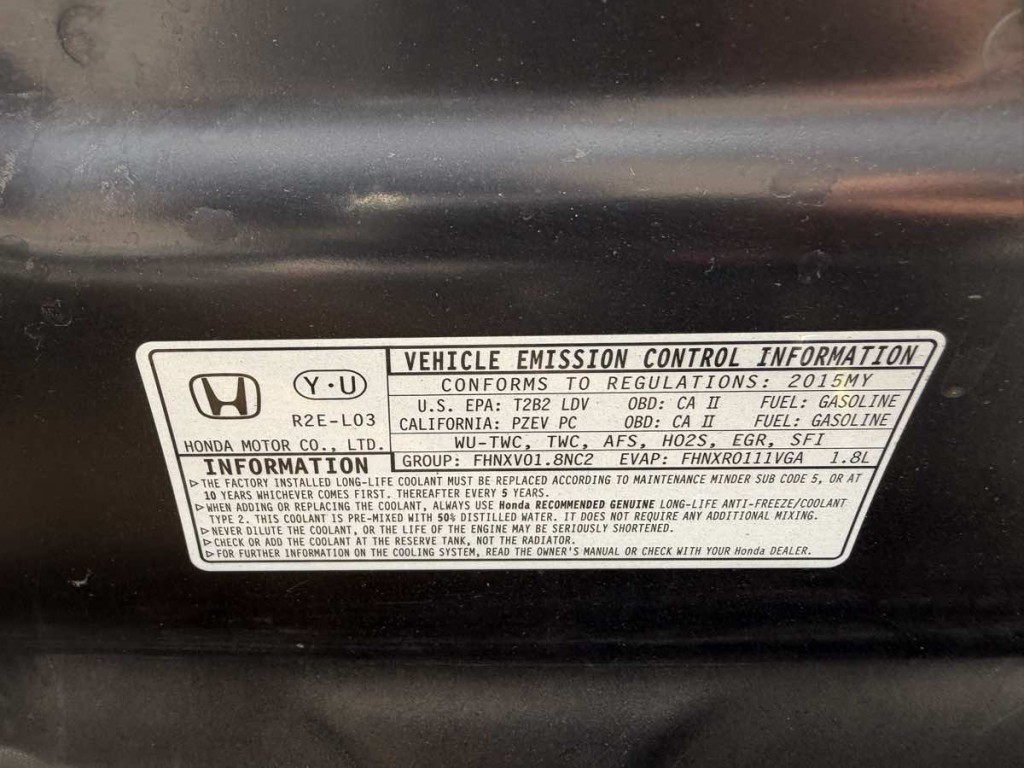 Y·U
R2E-L03
HONDA MOTOR CO., LTD.
VEHICLE EMISSION CONTROL INFORMATION
CONFORMS TO REGULATIONS: 2015MY
U.S. EPA: T2B2 LDV OBD: CA II FUEL: GASOLINE
CALIFORNIA: PZEV PC OBD: CA II FUEL: GASOLINE
WU-TWC, TWC, AFS, HO2S, EGR, SFI
GROUP: FHNXV01.8NC2 EVAP: FHNXR0111VGA 1.8L
INFORMATION
▷THE FACTORY INSTALLED LONG-LIFE COOLANT MUST BE REPLACED ACCORDING TO MAINTENANCE MINDER SUB CODE 5, OR AT
10 YEARS WHICHEVER COMES FIRST. THEREAFTER EVERY 5 YEARS.
▷WHEN ADDING OR REPLACING THE COOLANT, ALWAYS USE Honda RECOMMENDED GENUINE LONG-LIFE ANTI-FREEZE/COOLANT
TYPE 2. THIS COOLANT IS PRE-MIXED WITH 50% DISTILLED WATER. IT DOES NOT REQUIRE ANY ADDITIONAL MIXING.
▷NEVER DILUTE THE COOLANT, OR THE LIFE OF THE ENGINE MAY BE SERIOUSLY SHORTENED.
▷CHECK OR ADD THE COOLANT AT THE RESERVE TANK, NOT THE RADIATOR.
▷FOR FURTHER INFORMATION ON THE COOLING SYSTEM, READ THE OWNER'S MANUAL OR CHECK WITH YOUR Honda DEALER.